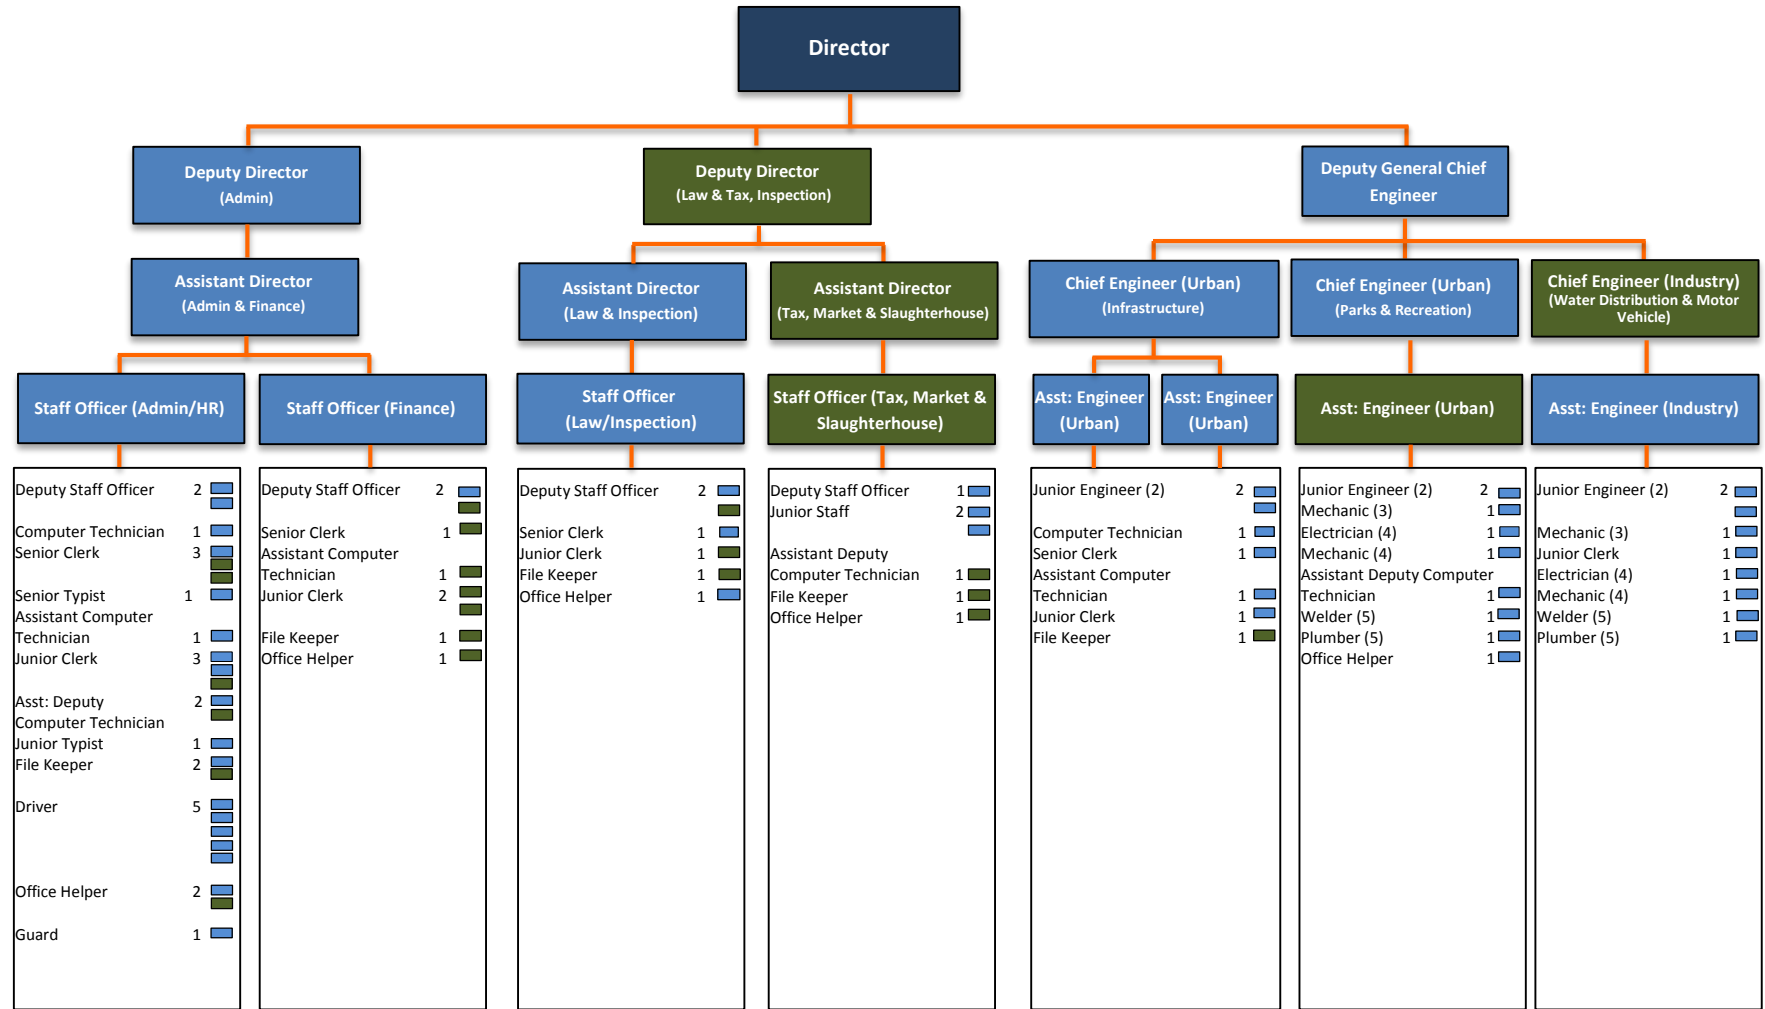 Director
Deputy Director
(Admin)
Deputy Director
(Law & Tax, Inspection)
Deputy General Chief
Engineer
Assistant Director
(Admin & Finance)
Assistant Director
(Law & Inspection)
Assistant Director
(Tax, Market & Slaughterhouse)
Chief Engineer (Urban)
(Infrastructure)
Chief Engineer (Urban)
(Parks & Recreation)
Chief Engineer (Industry)
(Water Distribution & Motor
Vehicle)
Staff Officer (Admin/HR)
Staff Officer (Finance)
Staff Officer
(Law/Inspection)
Staff Officer (Tax, Market &
Slaughterhouse)
Asst: Engineer
(Urban)
Asst: Engineer
(Urban)
Asst: Engineer (Urban)
Asst: Engineer (Industry)
Deputy Staff Officer 2
Computer Technician 1
Senior Clerk 3
Senior Typist 1
Assistant Computer
Technician 1
Junior Clerk 3
Asst: Deputy 2
Computer Technician
Junior Typist 1
File Keeper 2
Driver 5
Office Helper 2
Guard 1
Deputy Staff Officer 2
Senior Clerk 1
Assistant Computer
Technician 1
Junior Clerk 2
File Keeper 1
Office Helper 1
Deputy Staff Officer 2
Senior Clerk 1
Junior Clerk 1
File Keeper 1
Office Helper 1
Deputy Staff Officer 1
Junior Staff 2
Assistant Deputy
Computer Technician 1
File Keeper 1
Office Helper 1
Junior Engineer (2) 2
Computer Technician 1
Senior Clerk 1
Assistant Computer
Technician 1
Junior Clerk 1
File Keeper 1
Junior Engineer (2) 2
Mechanic (3) 1
Electrician (4) 1
Mechanic (4) 1
Assistant Deputy Computer
Technician 1
Welder (5) 1
Plumber (5) 1
Office Helper 1
Junior Engineer (2) 2
Mechanic (3) 1
Junior Clerk 1
Electrician (4) 1
Mechanic (4) 1
Welder (5) 1
Plumber (5) 1